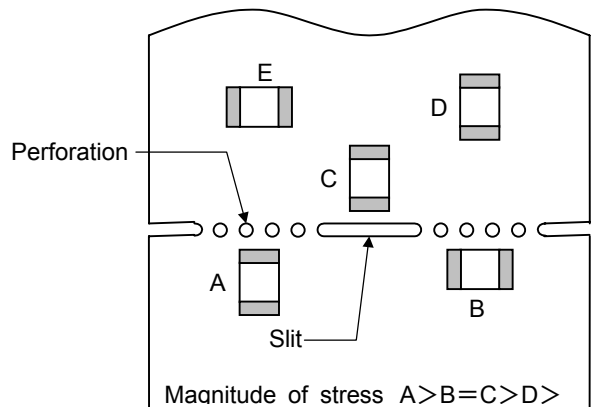 E
D
Perforation
C
A
B
Slit
Magnitude of stress A＞B=C＞D＞